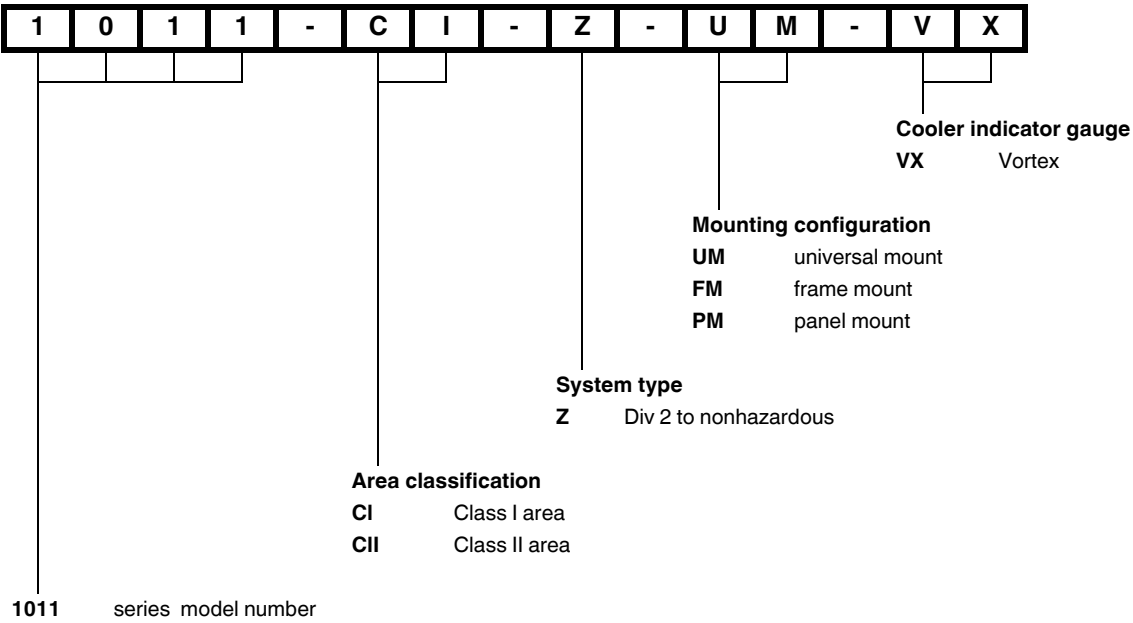 1 0 1 1 - C I - Z - U M - V X
Cooler indicator gauge
VX Vortex
Mounting configuration
UM universal mount
FM frame mount
PM panel mount
System type
Z Div 2 to nonhazardous
Area classification
CI Class I area
CII Class II area
1011 series model number